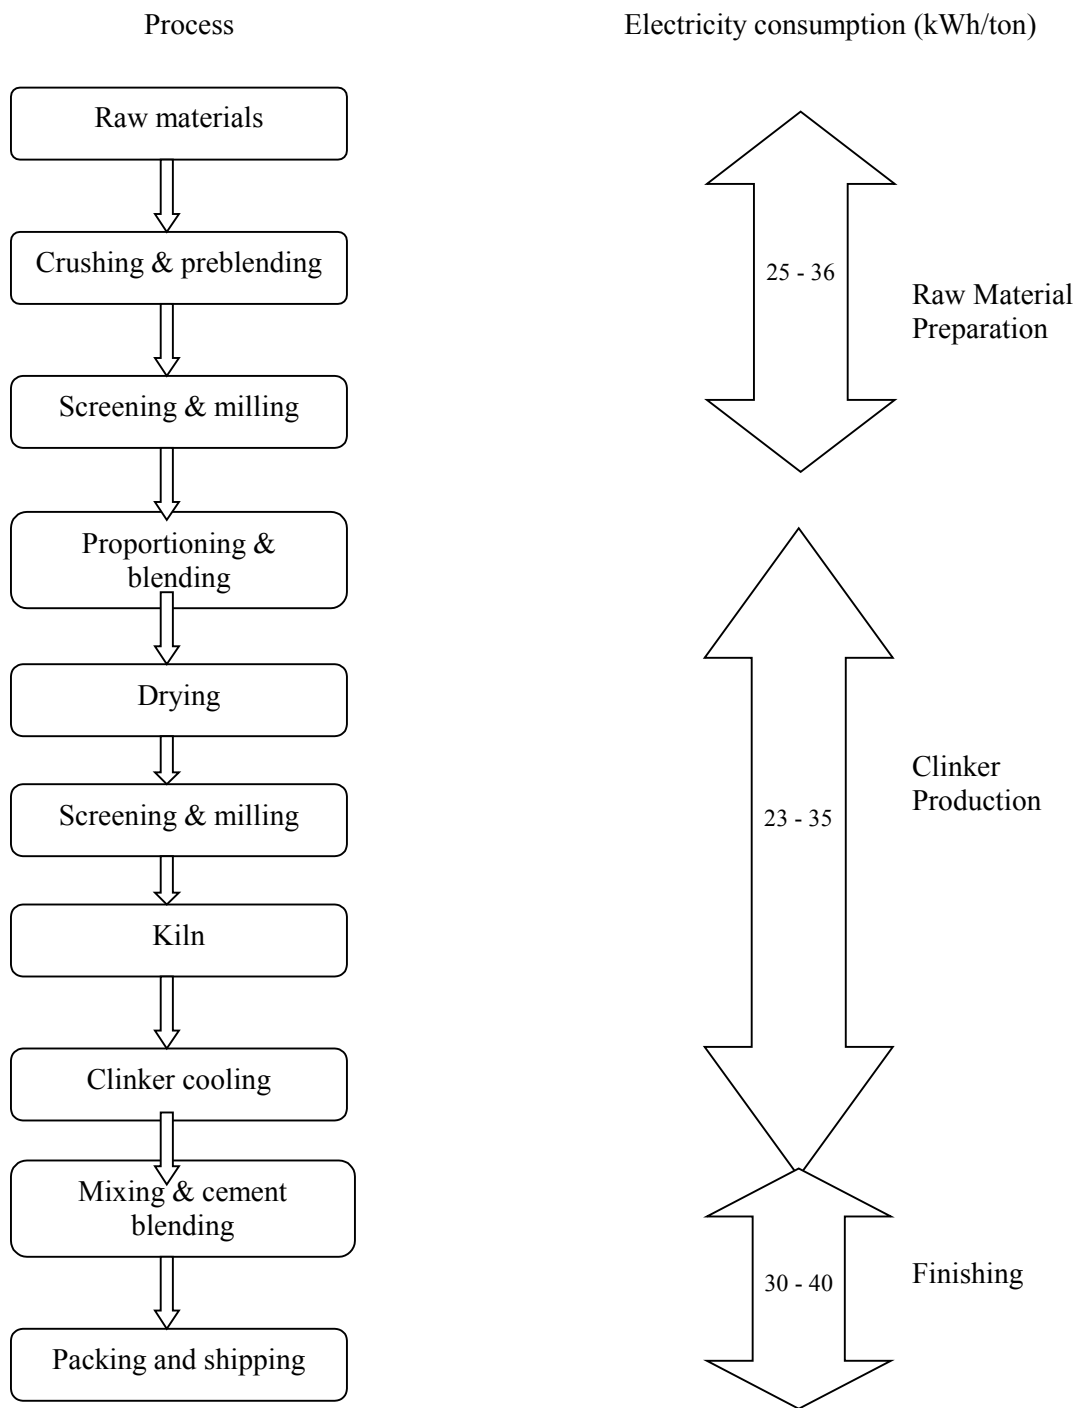 Process
Electricity consumption (kWh/ton)
Raw materials
Crushing & preblending
25 - 36
Raw Material
Preparation
Screening & milling
Proportioning &
blending
Drying
Clinker
Production
Screening & milling
23 - 35
Kiln
Clinker cooling
Mixing & cement
blending
30 - 40
Finishing
Packing and shipping